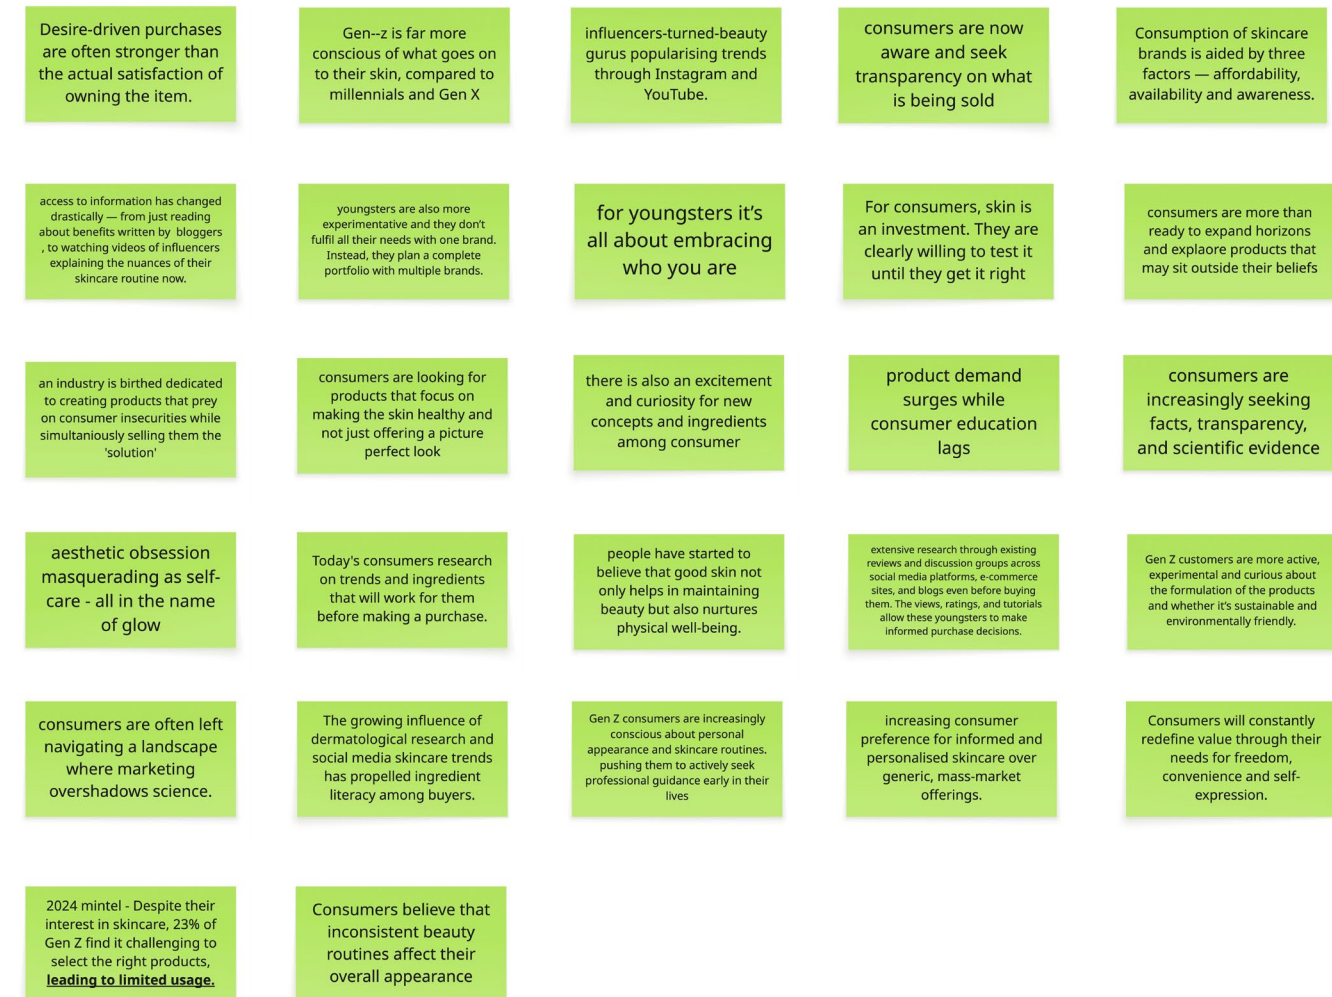 Desire-driven purchases
are often stronger than
the actual satisfaction of
owning the item.
Gen--z is far more
conscious of what goes on
to their skin, compared to
millennials and Gen X
influencers-turned-beauty
gurus popularising trends
through Instagram and
YouTube.
consumers are now
aware and seek
transparency on what
is being sold
Consumption of skincare
brands is aided by three
factors — affordability,
availability and awareness.
access to information has changed
drastically — from just reading
about benefits written by  bloggers
, to watching videos of influencers
explaining the nuances of their
skincare routine now.
youngsters are also more
experimentative and they don't
fulfil all their needs with one brand.
Instead, they plan a complete
portfolio with multiple brands.
for youngsters it's
all about embracing
who you are
For consumers, skin is
an investment. They are
clearly willing to test it
until they get it right
consumers are more than
ready to expand horizons
and explaore products that
may sit outside their beliefs
an industry is birthed dedicated
to creating products that prey
on consumer insecurities while
simultaniously selling them the
'solution'
consumers are looking for
products that focus on
making the skin healthy and
not just offering a picture
perfect look
there is also an excitement
and curiosity for new
concepts and ingredients
among consumer
product demand
surges while
consumer education
lags
consumers are
increasingly seeking
facts, transparency,
and scientific evidence
aesthetic obsession
masquerading as self-
care - all in the name
of glow
Today's consumers research
on trends and ingredients
that will work for them
before making a purchase.
people have started to
believe that good skin not
only helps in maintaining
beauty but also nurtures
physical well-being.
extensive research through existing
reviews and discussion groups across
social media platforms, e-commerce
sites, and blogs even before buying
them. The views, ratings, and tutorials
allow these youngsters to make
informed purchase decisions.
Gen Z customers are more active,
experimental and curious about
the formulation of the products
and whether it's sustainable and
environmentally friendly.
consumers are often left
navigating a landscape
where marketing
overshadows science.
The growing influence of
dermatological research and
social media skincare trends
has propelled ingredient
literacy among buyers.
Gen Z consumers are increasingly
conscious about personal
appearance and skincare routines.
pushing them to actively seek
professional guidance early in their
lives
increasing consumer
preference for informed and
personalised skincare over
generic, mass-market
offerings.
Consumers will constantly
redefine value through their
needs for freedom,
convenience and self-
expression.
2024 mintel - Despite their
interest in skincare, 23% of
Gen Z find it challenging to
select the right products,
leading to limited usage.
Consumers believe that
inconsistent beauty
routines affect their
overall appearance